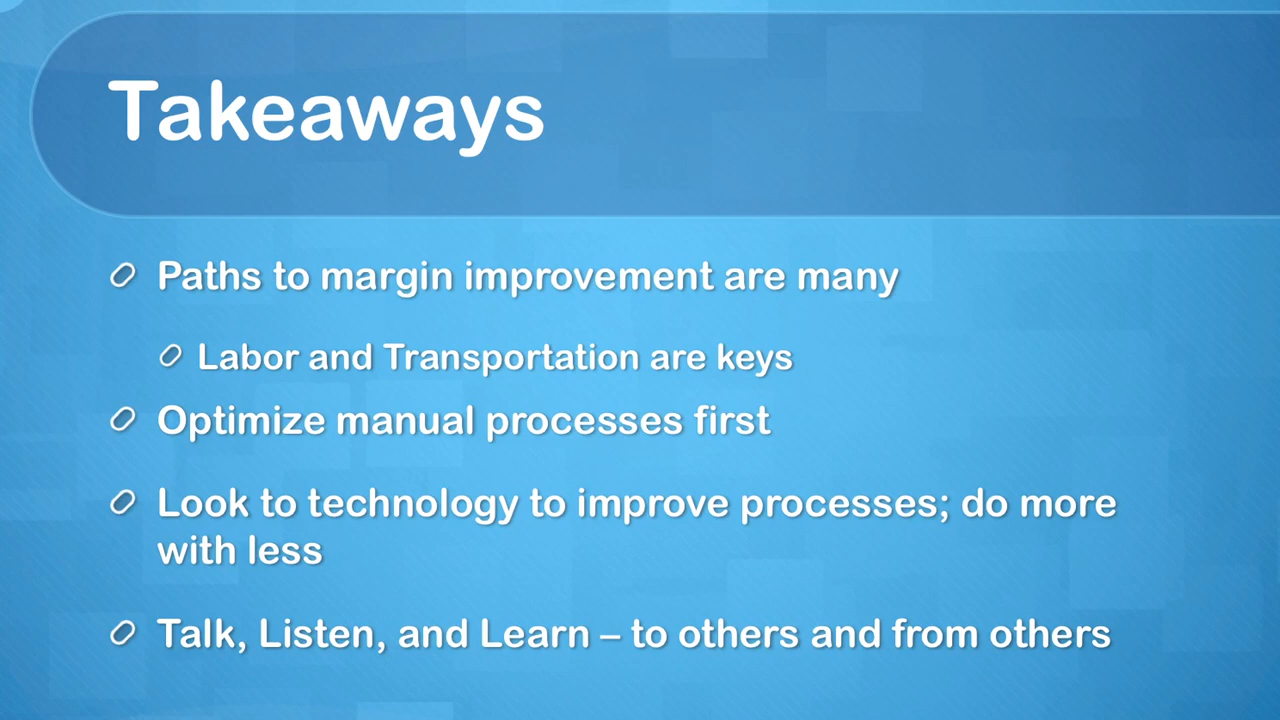 Takeaways
Paths to margin improvement are many
Labor and Transportation are keys
Optimize manual processes first
Look to technology to improve processes; do more
with less
Talk, Listen, and Learn – to others and from others